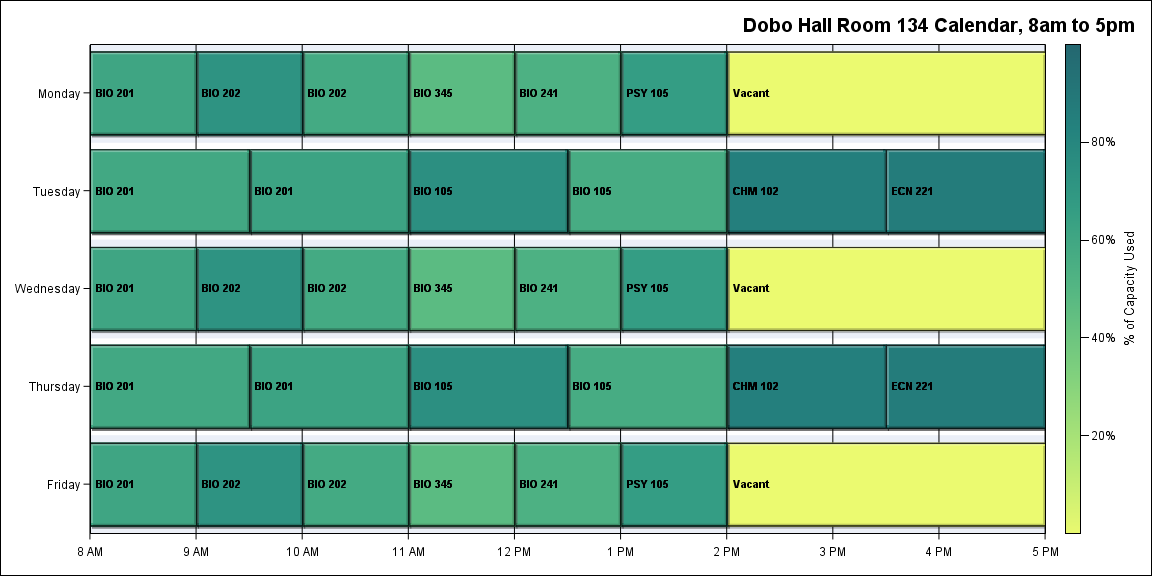 Dobo Hall Room 134 Calendar, 8am to 5pm
Monday BIO 201 BIO 202 BIO 202 BIO 345 BIO 241 PSY 105 Vacant
Tuesday BIO 201 BIO 201 BIO 105 BIO 105 CHM 102 ECN 221
Wednesday BIO 201 BIO 202 BIO 202 BIO 345 BIO 241 PSY 105 Vacant
Thursday BIO 201 BIO 201 BIO 105 BIO 105 CHM 102 ECN 221
Friday BIO 201 BIO 202 BIO 202 BIO 345 BIO 241 PSY 105 Vacant
8 AM 9 AM 10 AM 11 AM 12 PM 1 PM 2 PM 3 PM 4 PM 5 PM
80%
60%
40%
20%
% of Capacity Used